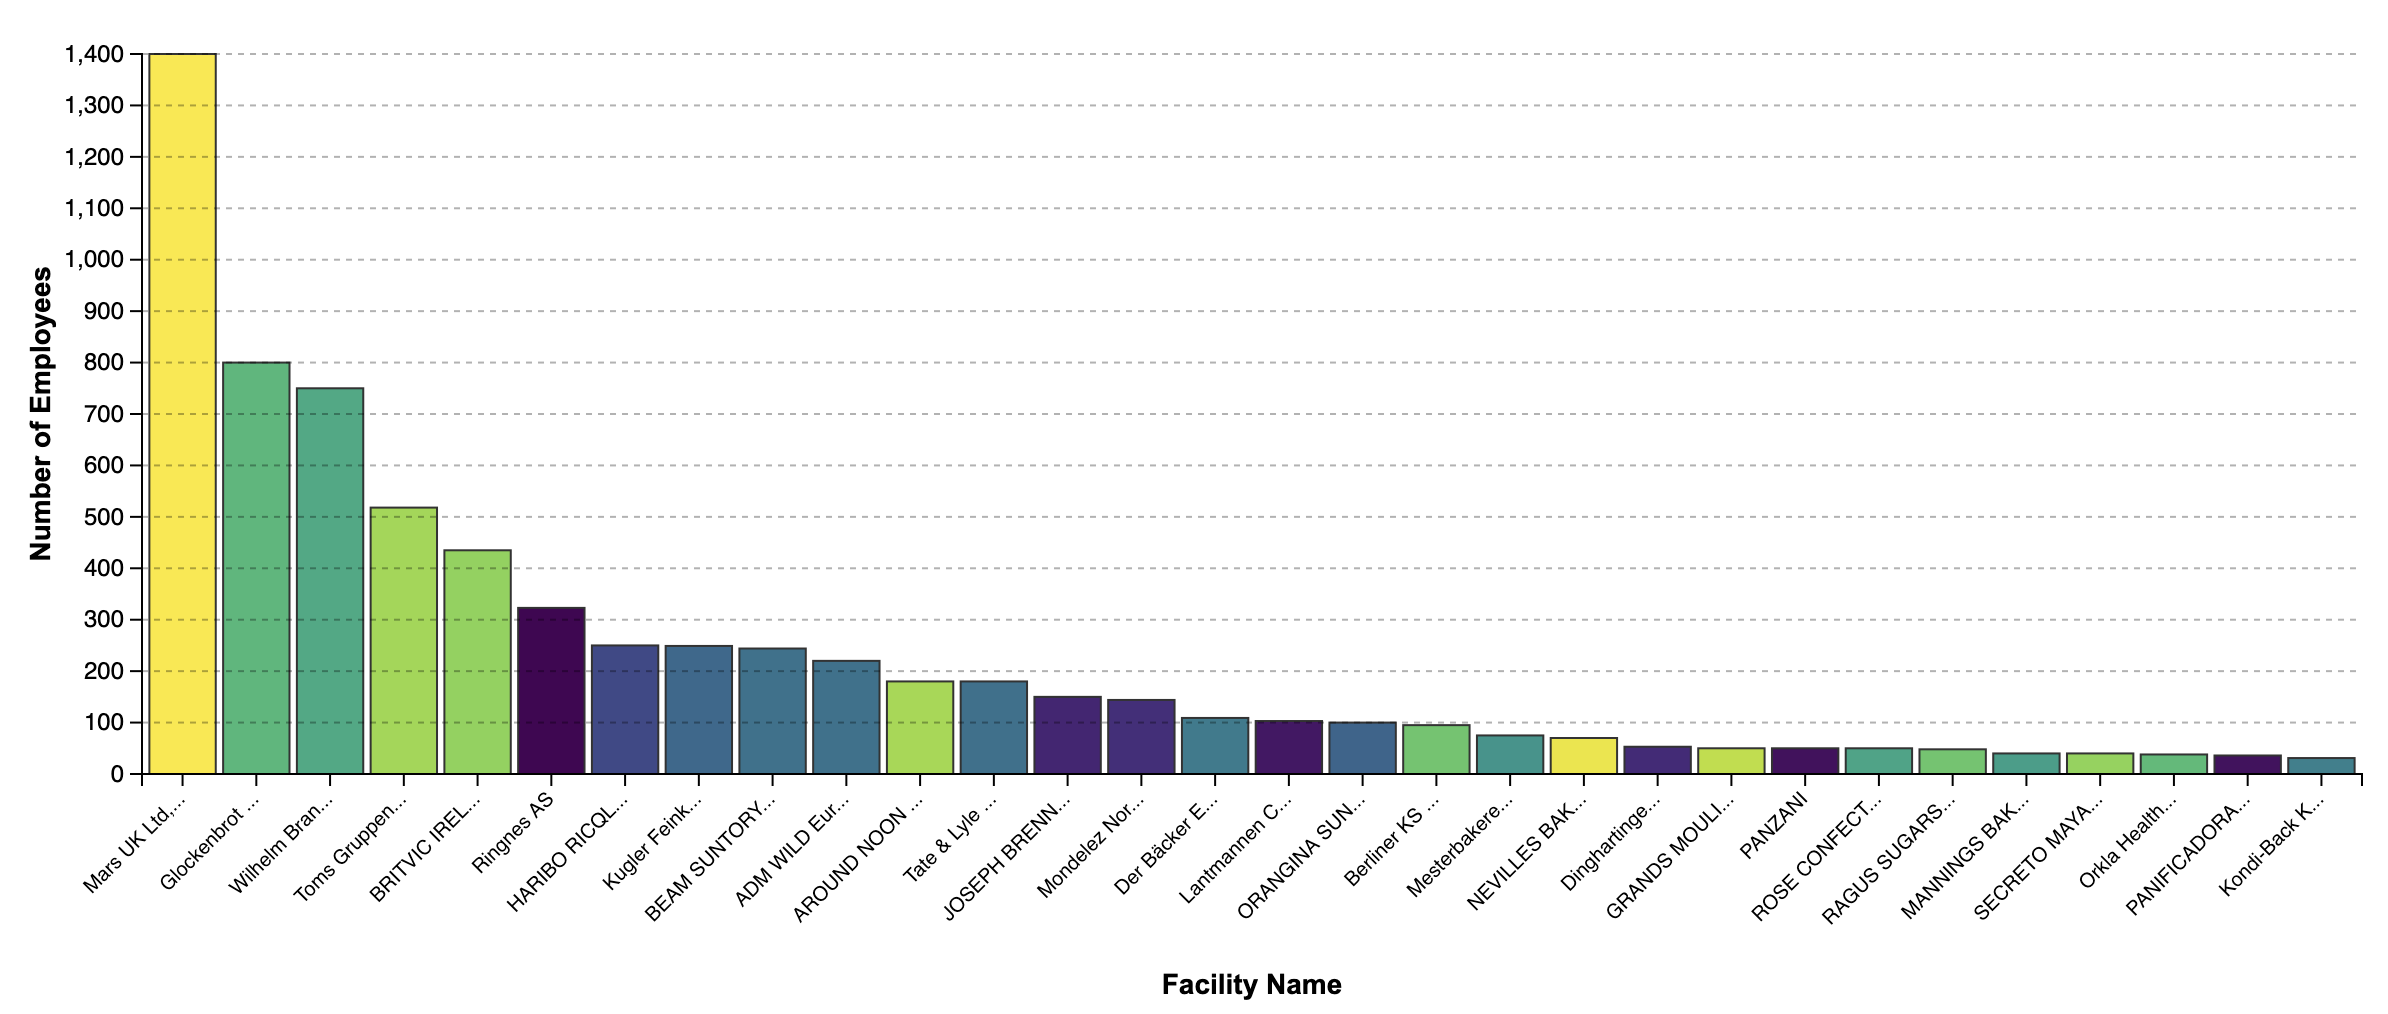 Number of Employees
1,400
1,300
1,200
1,100
1,000
900
800
700
600
500
400
300
200
100
0
Mars UK Ltd,...
Glockenbrot ...
Wilhelm Bran...
Toms Gruppen...
BRITVIC IREL...
Ringnes AS
HARIBO RICQL...
Kugler Feink...
BEAM SUNTORY...
ADM WILD Eur...
AROUND NOON ...
Tate & Lyle ...
JOSEPH BRENN...
Mondelez Nor...
Der Bäcker E...
Lantmannen C...
ORANGINA SUN...
Berliner KS ...
Mesterbakere...
NEVILLES BAK...
Dinghartinge...
GRANDS MOULI...
PANZANI
ROSE CONFECT...
RAGUS SUGARS...
MANNINGS BAK...
SECRETO MAYA...
Orkla Health...
PANIFICADORA...
Kondi-Back K...
Facility Name